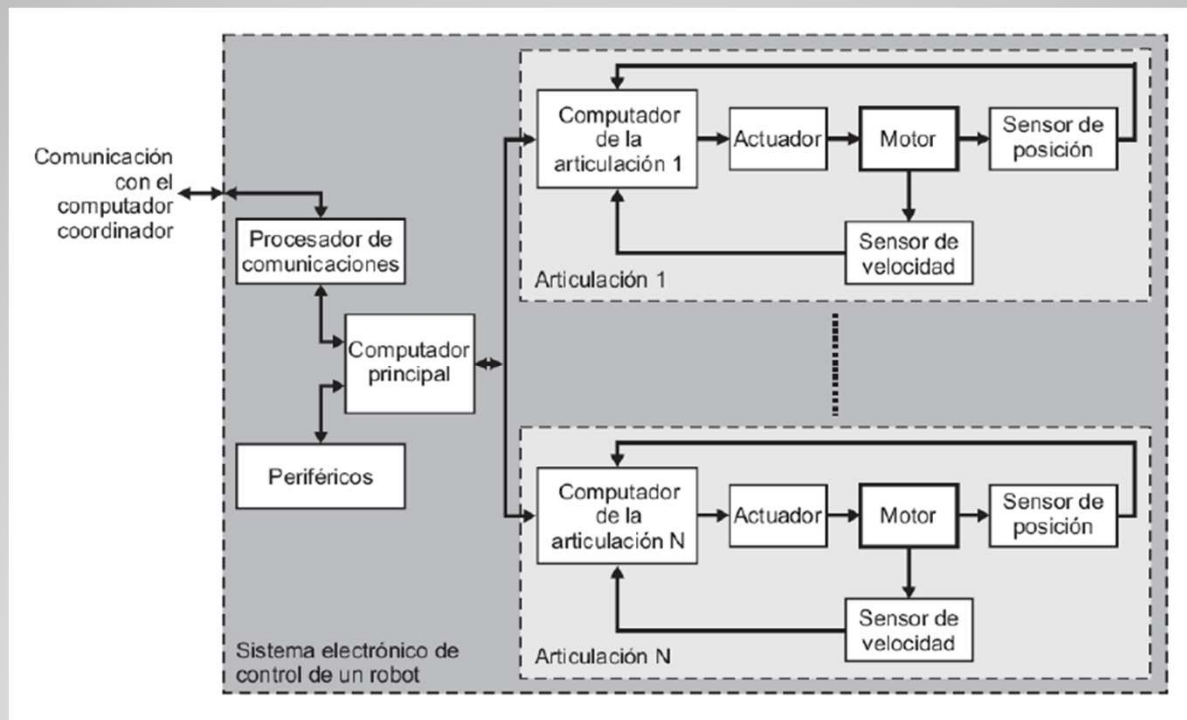 Comunicación
con el
computador
coordinador
Procesador de
comunicaciones
Computador
principal
Periféricos
Sistema electrónico de
control de un robot
Computador
de la
articulación 1
Actuador
Motor
Sensor de
posición
Sensor de
velocidad
Articulación 1
Computador
de la
articulación N
Actuador
Motor
Sensor de
posición
Sensor de
velocidad
Articulación N